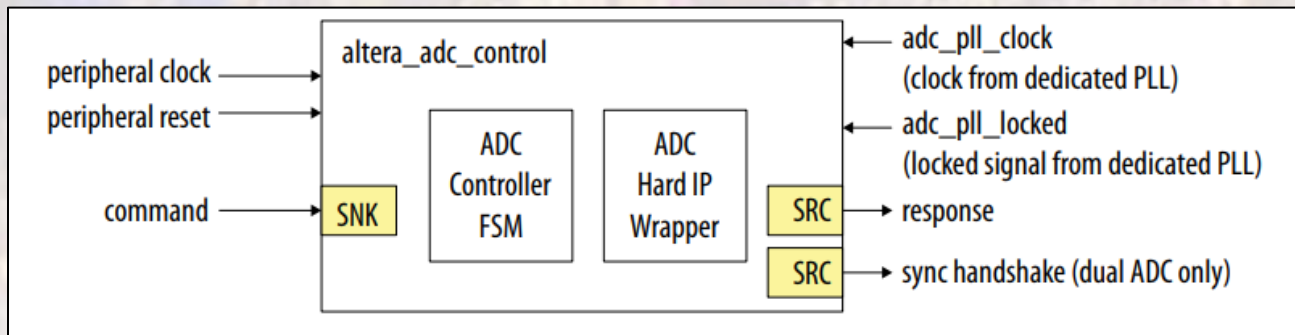 altera_adc_control
peripheral clock
peripheral reset
command
SNK
ADC
Controller
FSM
ADC
Hard IP
Wrapper
adc_pll_clock
(clock from dedicated PLL)
adc_pll_locked
(locked signal from dedicated PLL)
SRC
response
SRC
sync handshake (dual ADC only)